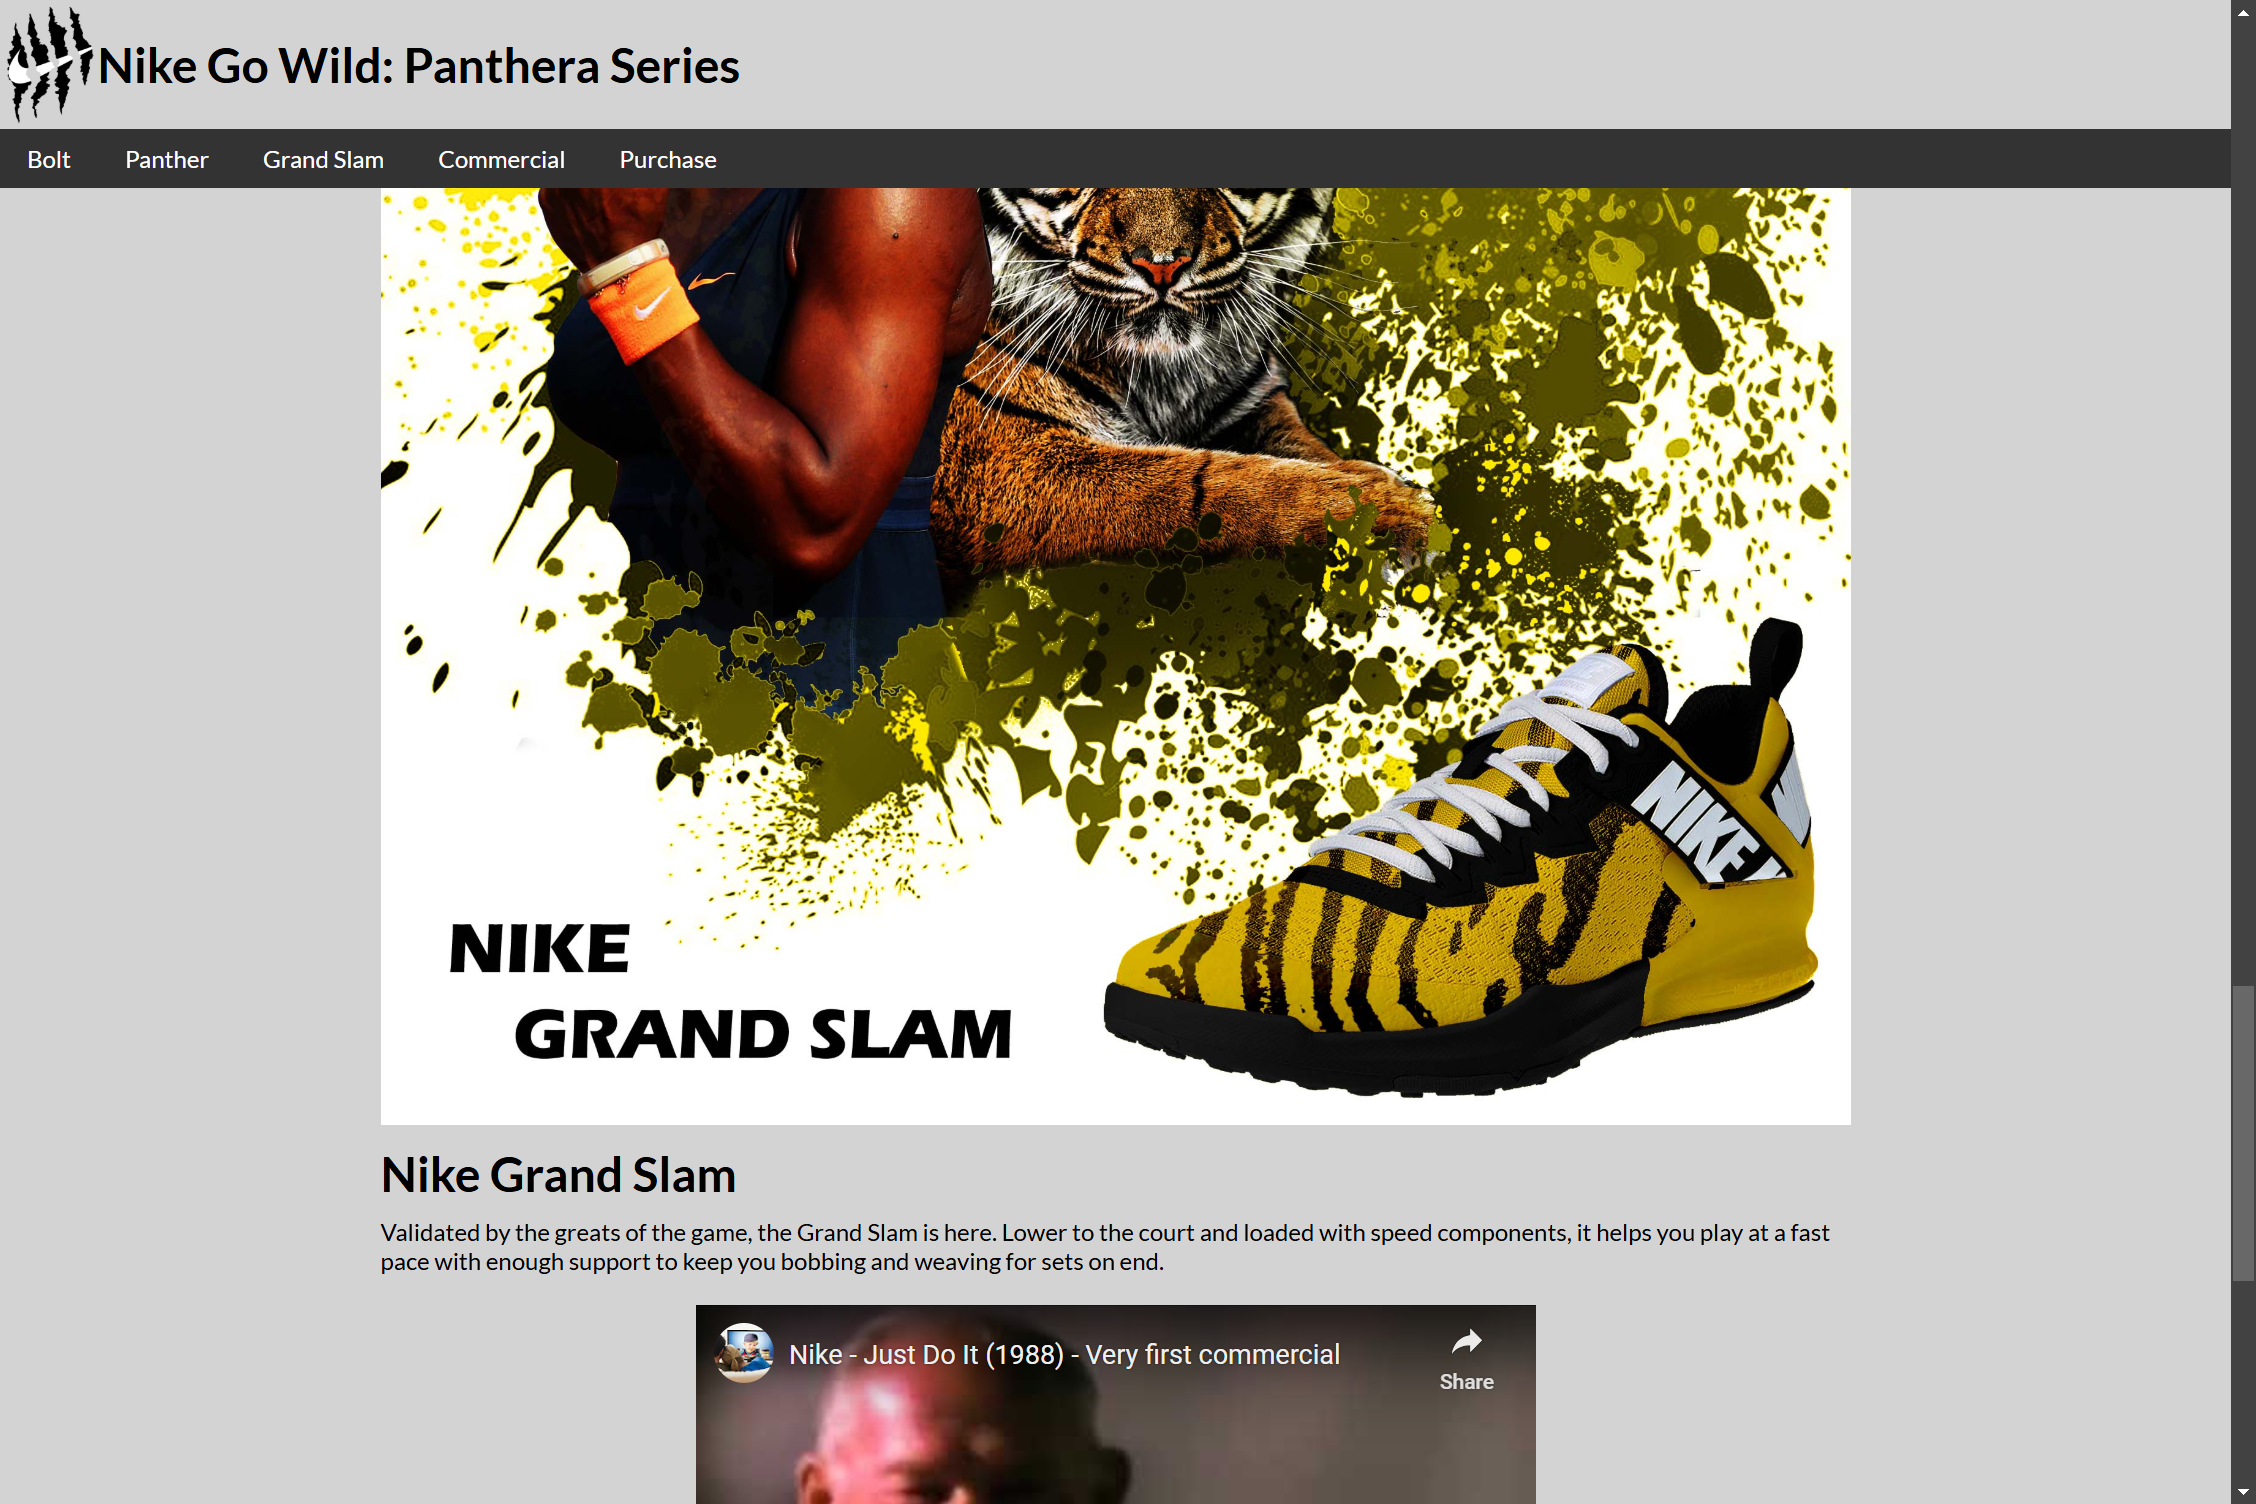 Nike Go Wild: Panthera Series
Bolt Panther Grand Slam Commercial Purchase
NIKE
NIKE
GRAND SLAM
Nike Grand Slam
Validated by the greats of the game, the Grand Slam is here. Lower to the court and loaded with speed components, it helps you play at a fast
pace with enough support to keep you bobbing and weaving for sets on end.
Nike - Just Do It (1988) - Very first commercial
Share